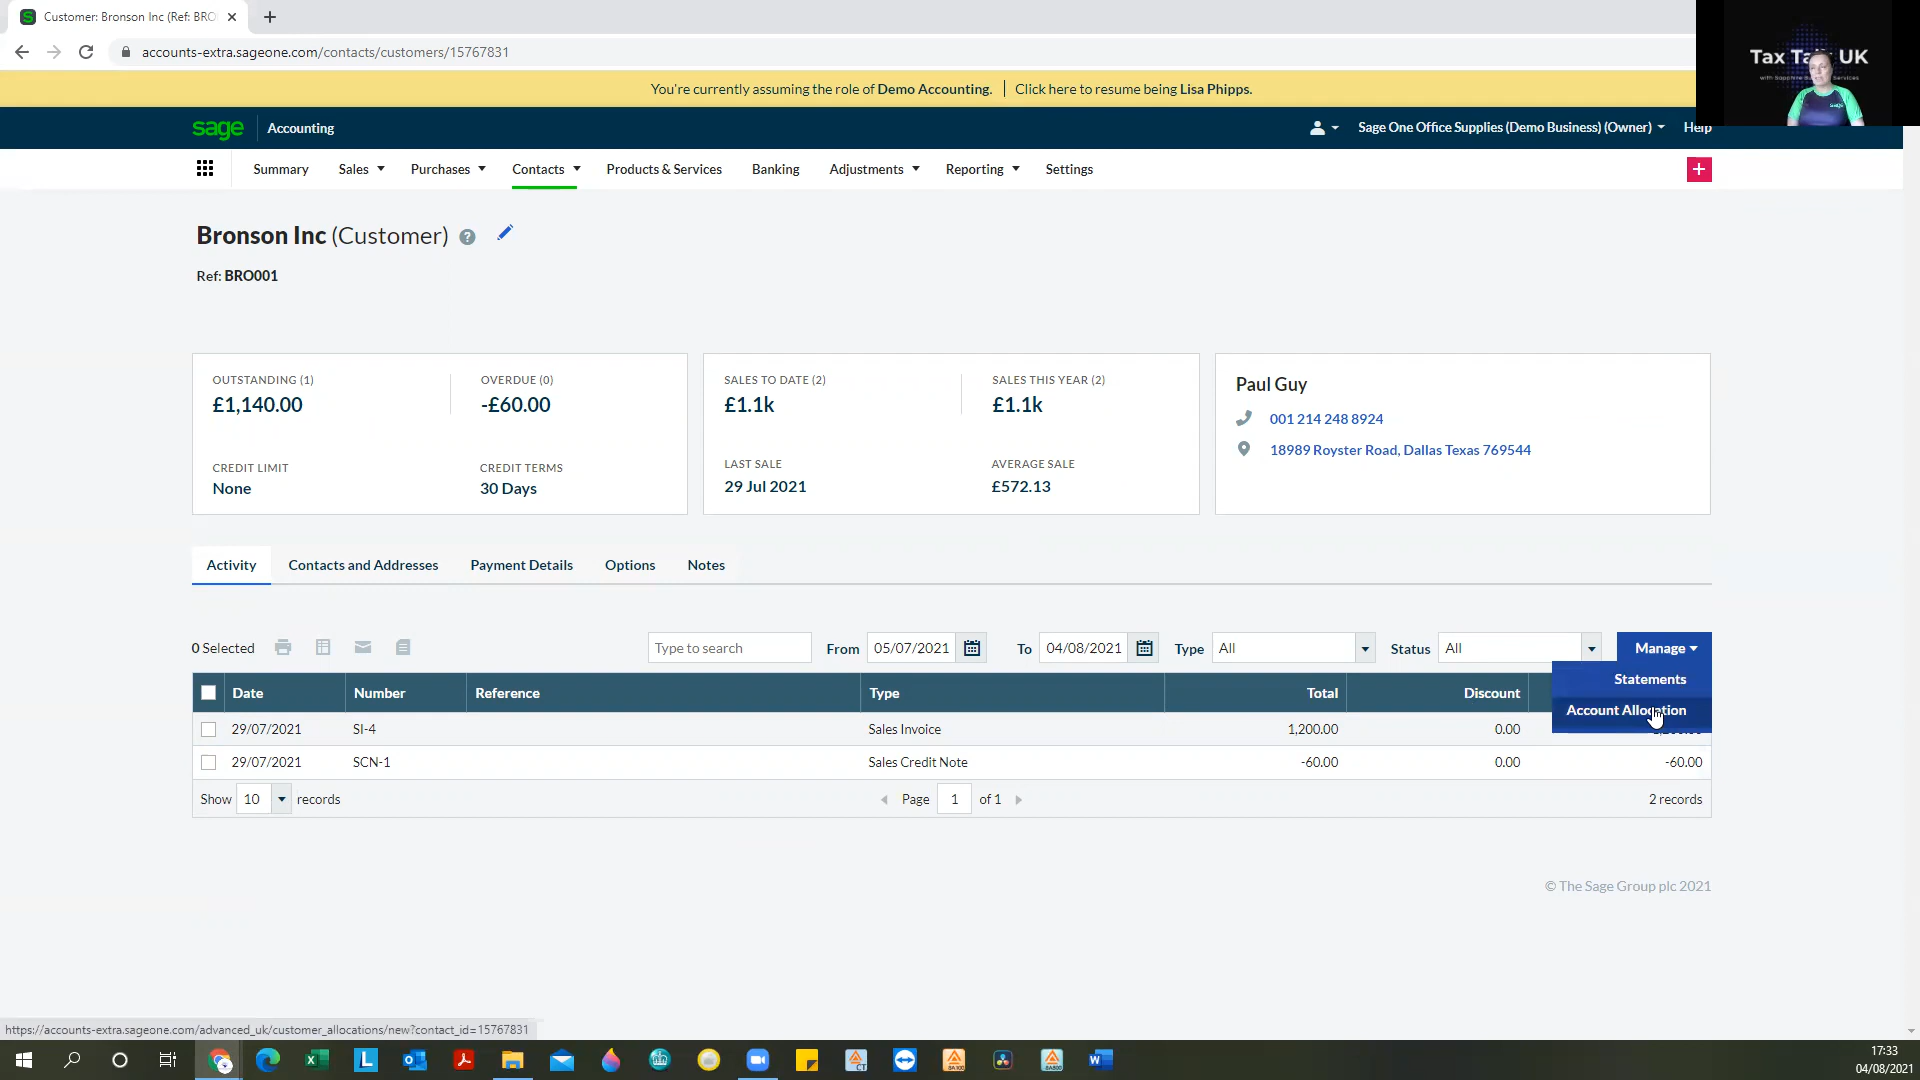 Customer: Bronson Inc (Ref: BRO
accounts-extra.sageone.com/contacts/customers/15767831
Tax Talk UK
You're currently assuming the role of Demo Accounting. Click here to resume being Lisa Phipps.
sage Accounting
Sage One Office Supplies (Demo Business) (Owner) Help
Summary Sales Purchases Contacts Products & Services Banking Adjustments Reporting Settings
Bronson Inc (Customer)
Ref: BRO001
OUTSTANDING (1) OVERDUE (0) SALES TO DATE (2) SALES THIS YEAR (2)
£1,140.00 -£60.00 £1.1k £1.1k
Paul Guy
001 214 248 8924
18989 Royster Road, Dallas Texas 769544
CREDIT LIMIT CREDIT TERMS LAST SALE AVERAGE SALE
None 30 Days 29 Jul 2021 £572.13
Activity Contacts and Addresses Payment Details Options Notes
0 Selected Type to search From 05/07/2021 To 04/08/2021 Type All Status All Manage
Statements
Account Allocation
Date Number Reference Type Total Discount
29/07/2021 SI-4 Sales Invoice 1,200.00 0.00
29/07/2021 SCN-1 Sales Credit Note -60.00 0.00 -60.00
Show 10 records Page 1 of 1 2 records
© The Sage Group plc 2021
https://accounts-extra.sageone.com/advanced_uk/customer_allocations/new?contact_id=15767831
17:33
04/08/2021